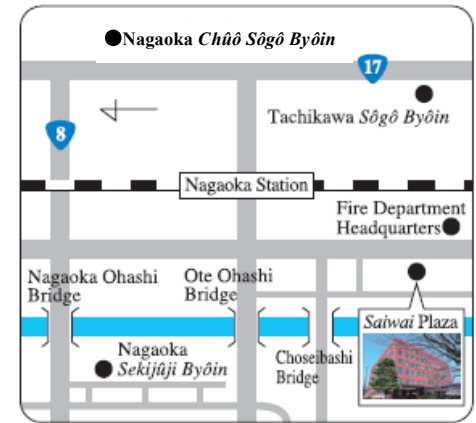 Nagaoka Chûô Sôgô Byôin
17
Tachikawa Sôgô Byôin
8
Nagaoka Station
Fire Department
Headquarters
Nagaoka Ohashi
Bridge
Ote Ohashi
Bridge
Saiwai Plaza
Nagaoka
Sekijûji Byôin
Choseibashi
Bridge